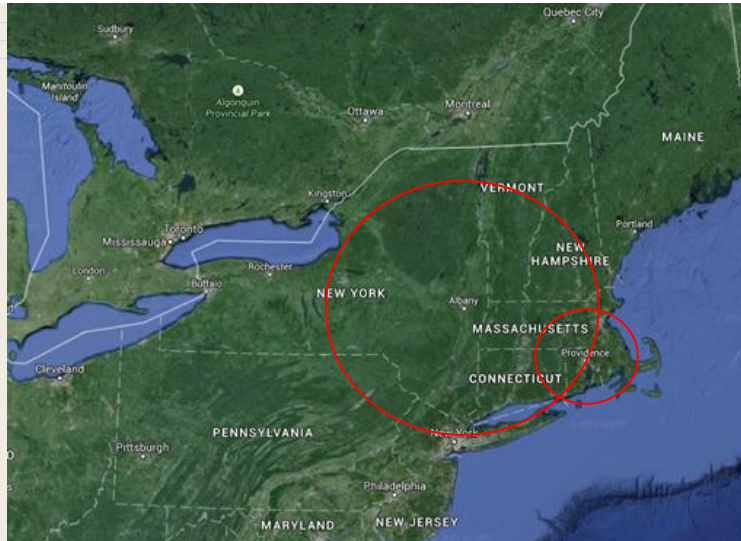 Quebec City
Sudbury
Manitoulin
Island
Algonquin
Provincial Park
Ottawa
Montreal
MAINE
VERMONT
Kingston
Toronto
Mississauga
Portland
NEW
HAMPSHIRE
London
Rochester
Buffalo
NEW YORK
Albany
MASSACHUSETTS
Providence
Cleveland
CONNECTICUT
PENNSYLVANIA
New York
Pittsburgh
Philadelphia
MARYLAND
NEW JERSEY